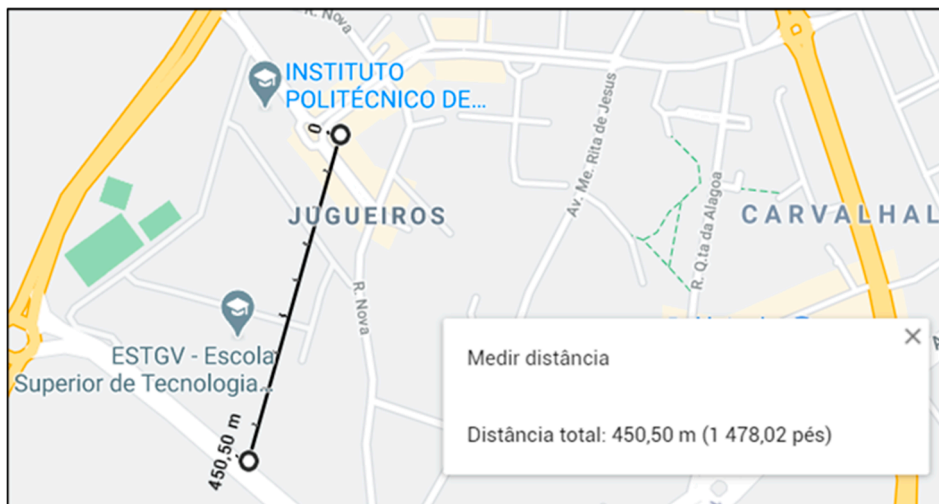 R. Nova
INSTITUTO
POLITÉCNICO DE...
0
Av. Me. Rita de Jesus
JUGUEIROS
R. Q.ta da Alagoa
CARVALHAL
R. Nova
ESTGV - Escola
Superior de Tecnologia...
450,50 m
Medir distância
Distância total: 450,50 m (1 478,02 pés)